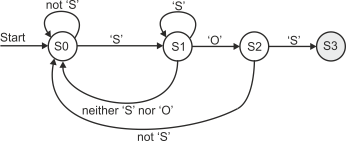 not 'S'
'S'
Start
S0
'S'
S1
'O'
S2
'S'
S3
neither 'S' nor 'O'
not 'S'